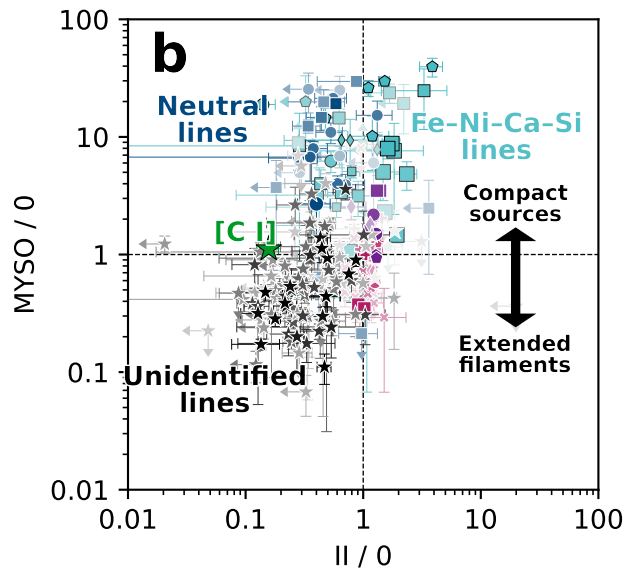 b
100
10
1
0.1
0.01
MYSO / 0
Neutral
lines
Fe–Ni–Ca–Si
lines
Compact
sources
[C I]
Extended
filaments
Unidentified
lines
0.01
0.1
1
10
100
II / 0